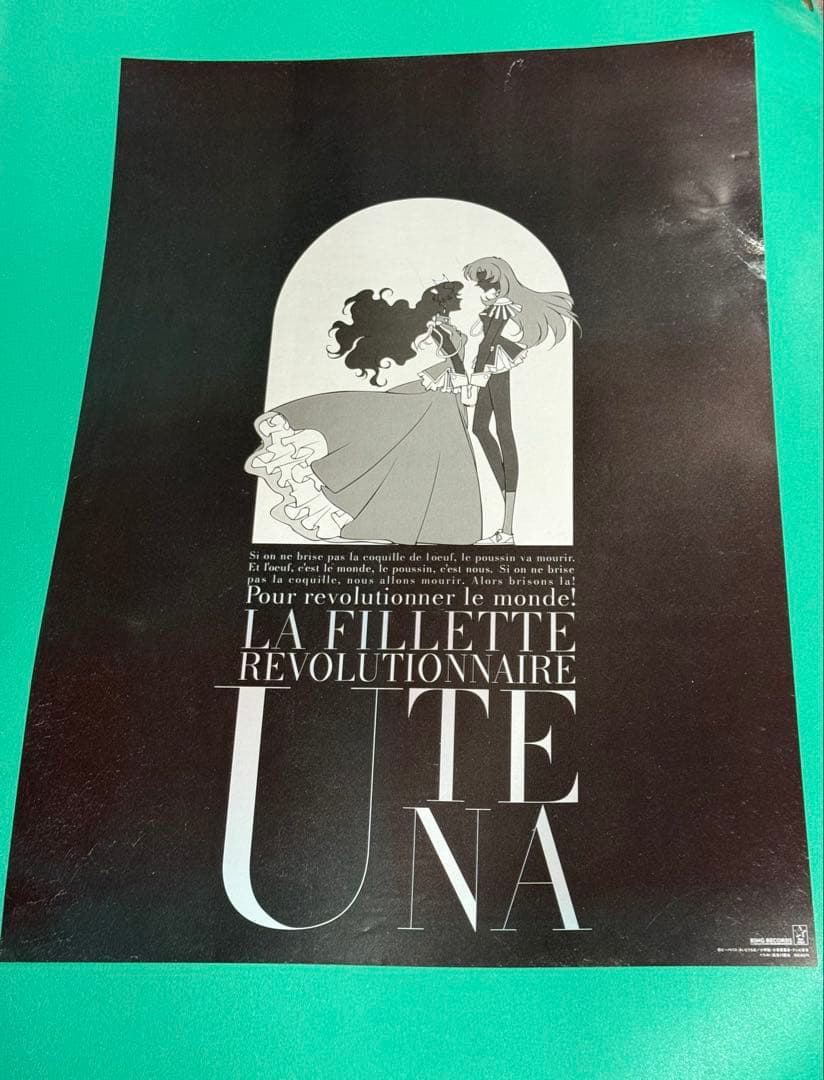 Si on ne brise pas la coquille de l'oeuf, le poussin va mourir.
Et l'oeuf, c'est le monde, le poussin, c'est nous. Si on ne brise
pas la coquille, nous allons mourir. Alors brisons la!
Pour revolutionner le monde!
LA FILLETTE
REVOLUTIONNAIRE
UTENA
KING RECORDS